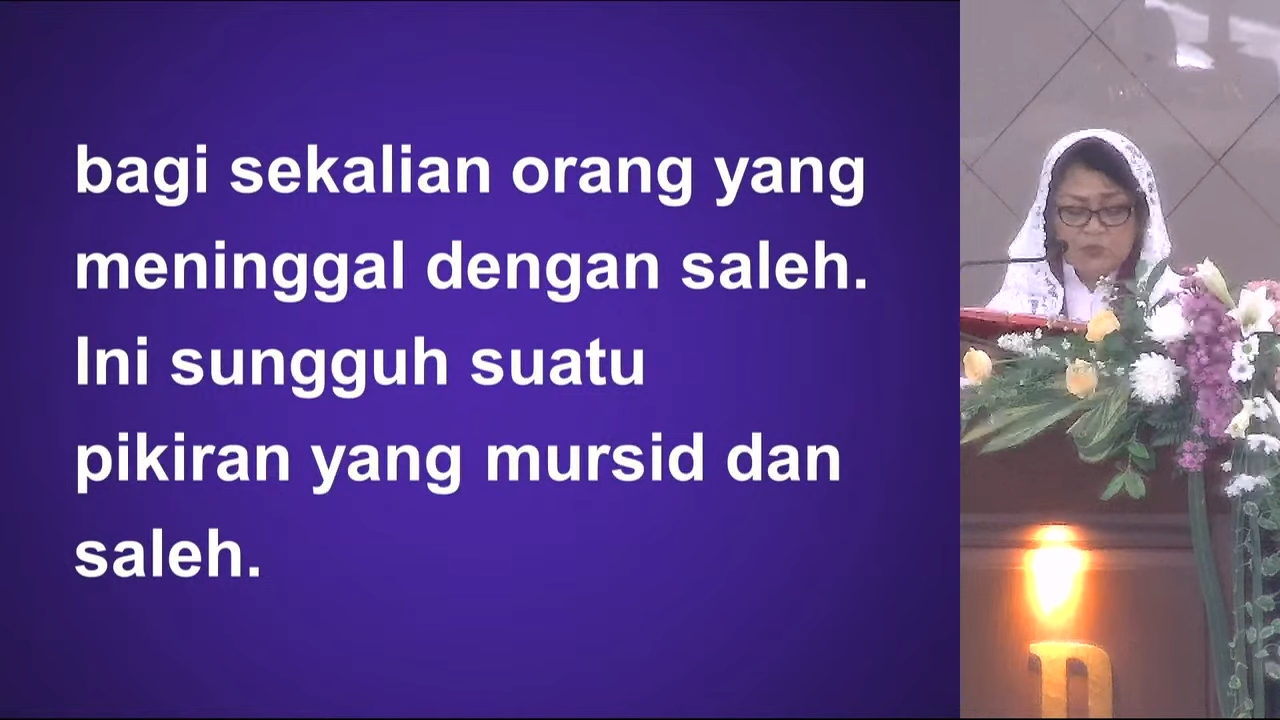 bagi sekalian orang yang
meninggal dengan saleh.
Ini sungguh suatu
pikiran yang mursid dan
saleh.